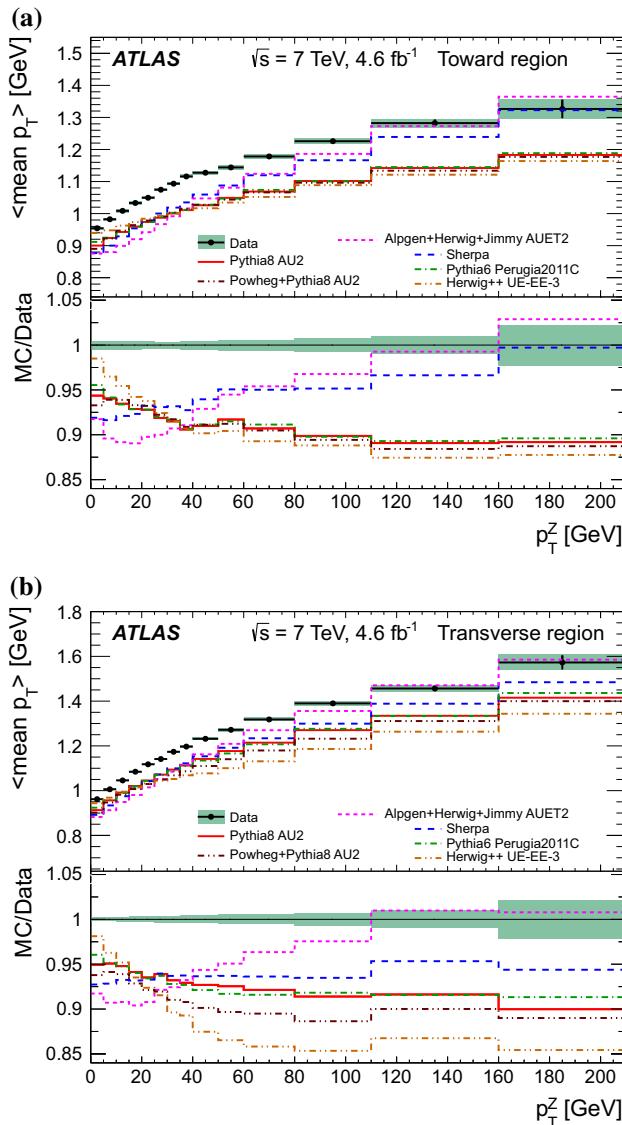 (a)
ATLAS √s = 7 TeV, 4.6 fb⁻¹ Toward region
<mean p_T> [GeV]
1.5
1.4
1.3
1.2
1.1
1
0.9
0.8
Data
Pythia8 AU2
Powheg+Pythia8 AU2
Alpgen+Herwig+Jimmy AUET2
Sherpa
Pythia6 Perugia2011C
Herwig++ UE-EE-3
MC/Data
1.05
1
0.95
0.9
0.85
0 20 40 60 80 100 120 140 160 180 200
p_T^Z [GeV]
(b)
ATLAS √s = 7 TeV, 4.6 fb⁻¹ Transverse region
<mean p_T> [GeV]
1.8
1.6
1.4
1.2
1
0.8
Data
Pythia8 AU2
Powheg+Pythia8 AU2
Alpgen+Herwig+Jimmy AUET2
Sherpa
Pythia6 Perugia2011C
Herwig++ UE-EE-3
MC/Data
1.05
1
0.95
0.9
0.85
0 20 40 60 80 100 120 140 160 180 200
p_T^Z [GeV]